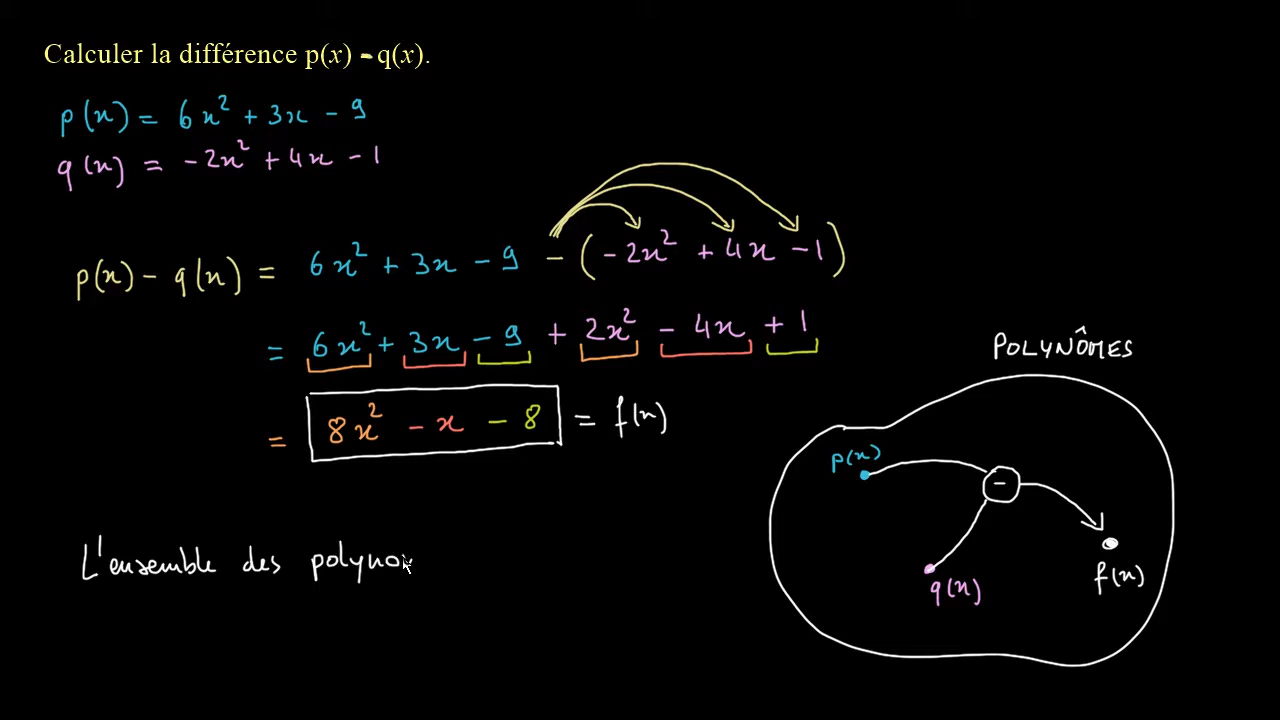 Calculer la différence p(x) - q(x).
p(x) = 6x² + 3x - 9
q(x) = -2x² + 4x - 1
p(x) - q(x) = 6x² + 3x - 9 - (-2x² + 4x - 1)
= 6x² + 3x - 9 + 2x² - 4x + 1
= 8x² - x - 8 = f(x)
POLYNÔMES
p(x)
-
q(x)
f(x)
L'ensemble des polyno